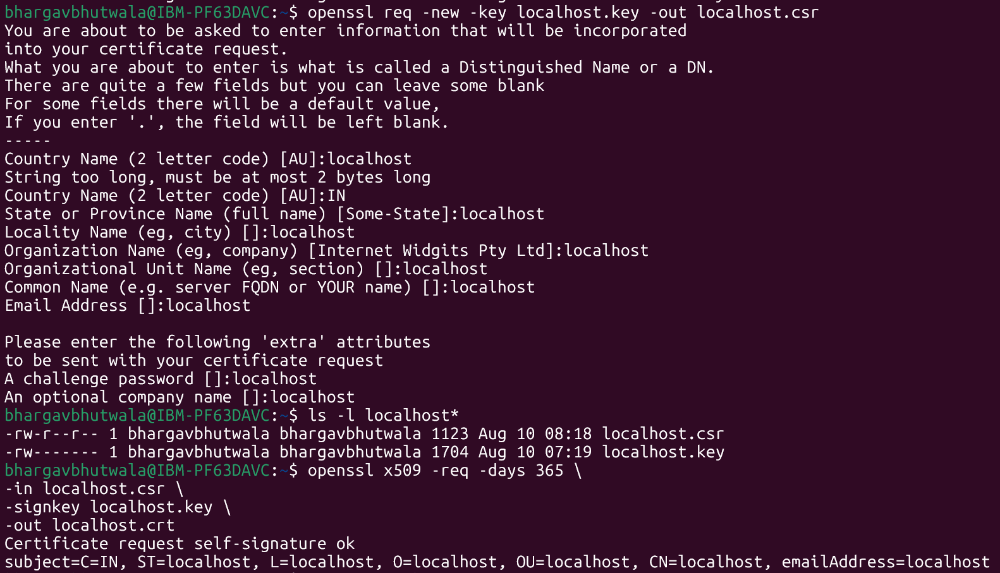 bhargavbhutwala@IBM-PF63DAVC:~$ openssl req -new -key localhost.key -out localhost.csr
You are about to be asked to enter information that will be incorporated
into your certificate request.
What you are about to enter is what is called a Distinguished Name or a DN.
There are quite a few fields but you can leave some blank
For some fields there will be a default value,
If you enter '.', the field will be left blank.
-----
Country Name (2 letter code) [AU]:localhost
String too long, must be at most 2 bytes long
Country Name (2 letter code) [AU]:IN
State or Province Name (full name) [Some-State]:localhost
Locality Name (eg, city) []:localhost
Organization Name (eg, company) [Internet Widgits Pty Ltd]:localhost
Organizational Unit Name (eg, section) []:localhost
Common Name (e.g. server FQDN or YOUR name) []:localhost
Email Address []:localhost

Please enter the following 'extra' attributes
to be sent with your certificate request
A challenge password []:localhost
An optional company name []:localhost
bhargavbhutwala@IBM-PF63DAVC:~$ ls -l localhost*
-rw-r--r-- 1 bhargavbhutwala bhargavbhutwala 1123 Aug 10 08:18 localhost.csr
-rw------- 1 bhargavbhutwala bhargavbhutwala 1704 Aug 10 07:19 localhost.key
bhargavbhutwala@IBM-PF63DAVC:~$ openssl x509 -req -days 365 \
-in localhost.csr \
-signkey localhost.key \
-out localhost.crt
Certificate request self-signature ok
subject=C=IN, ST=localhost, L=localhost, O=localhost, OU=localhost, CN=localhost, emailAddress=localhost